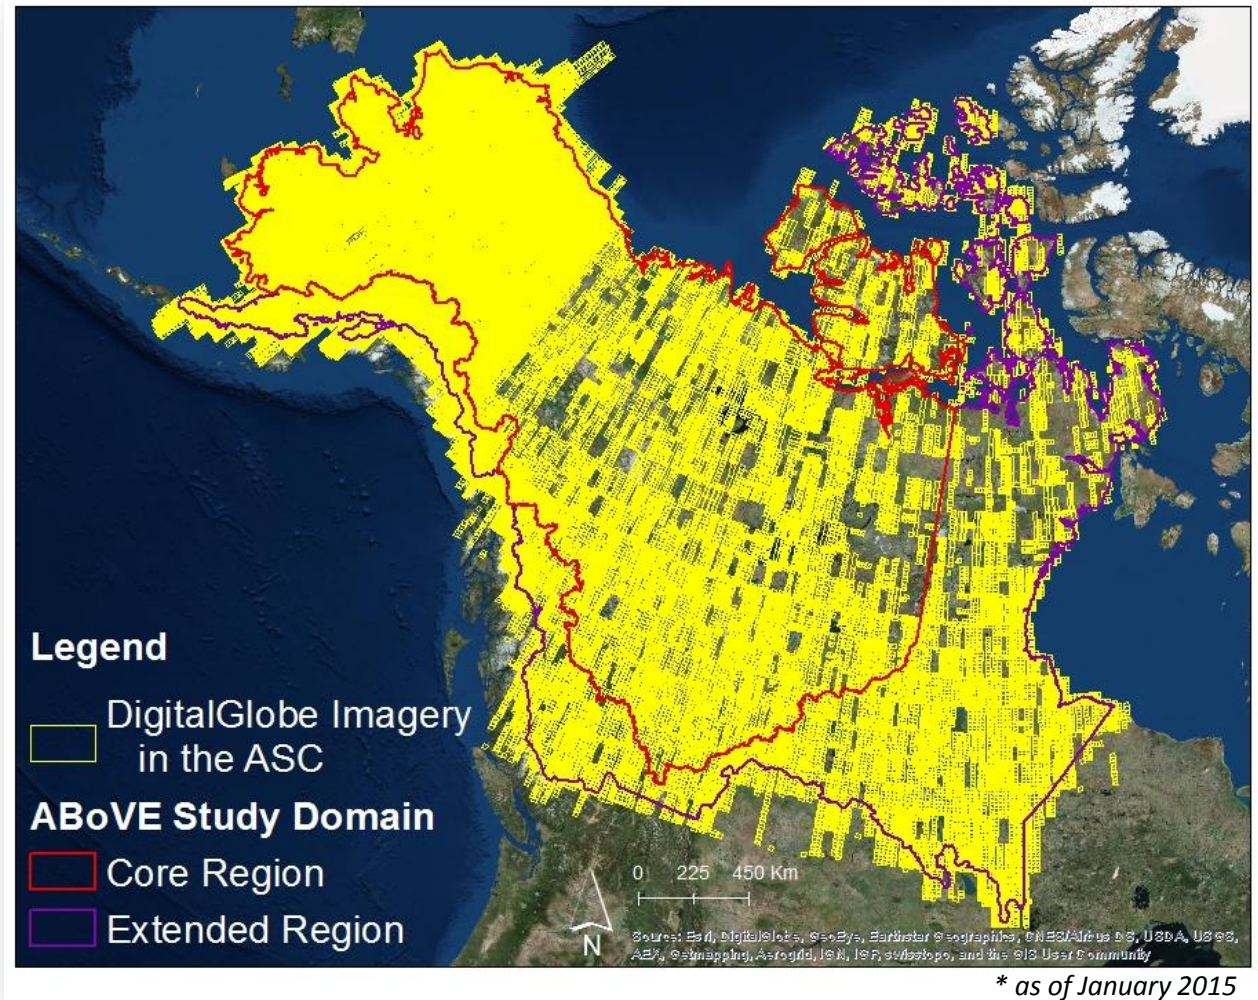 Legend
DigitalGlobe Imagery
in the ASC
ABoVE Study Domain
Core Region
Extended Region
0 225 450 Km
N
Source: Esri, DigitalGlobe, GeoEye, Earthstar Geographics, CNES/Airbus DS, USDA, USGS,
AEX, Getmapping, Aerogrid, IGN, IGP, swisstopo, and the GIS User Community
* as of January 2015